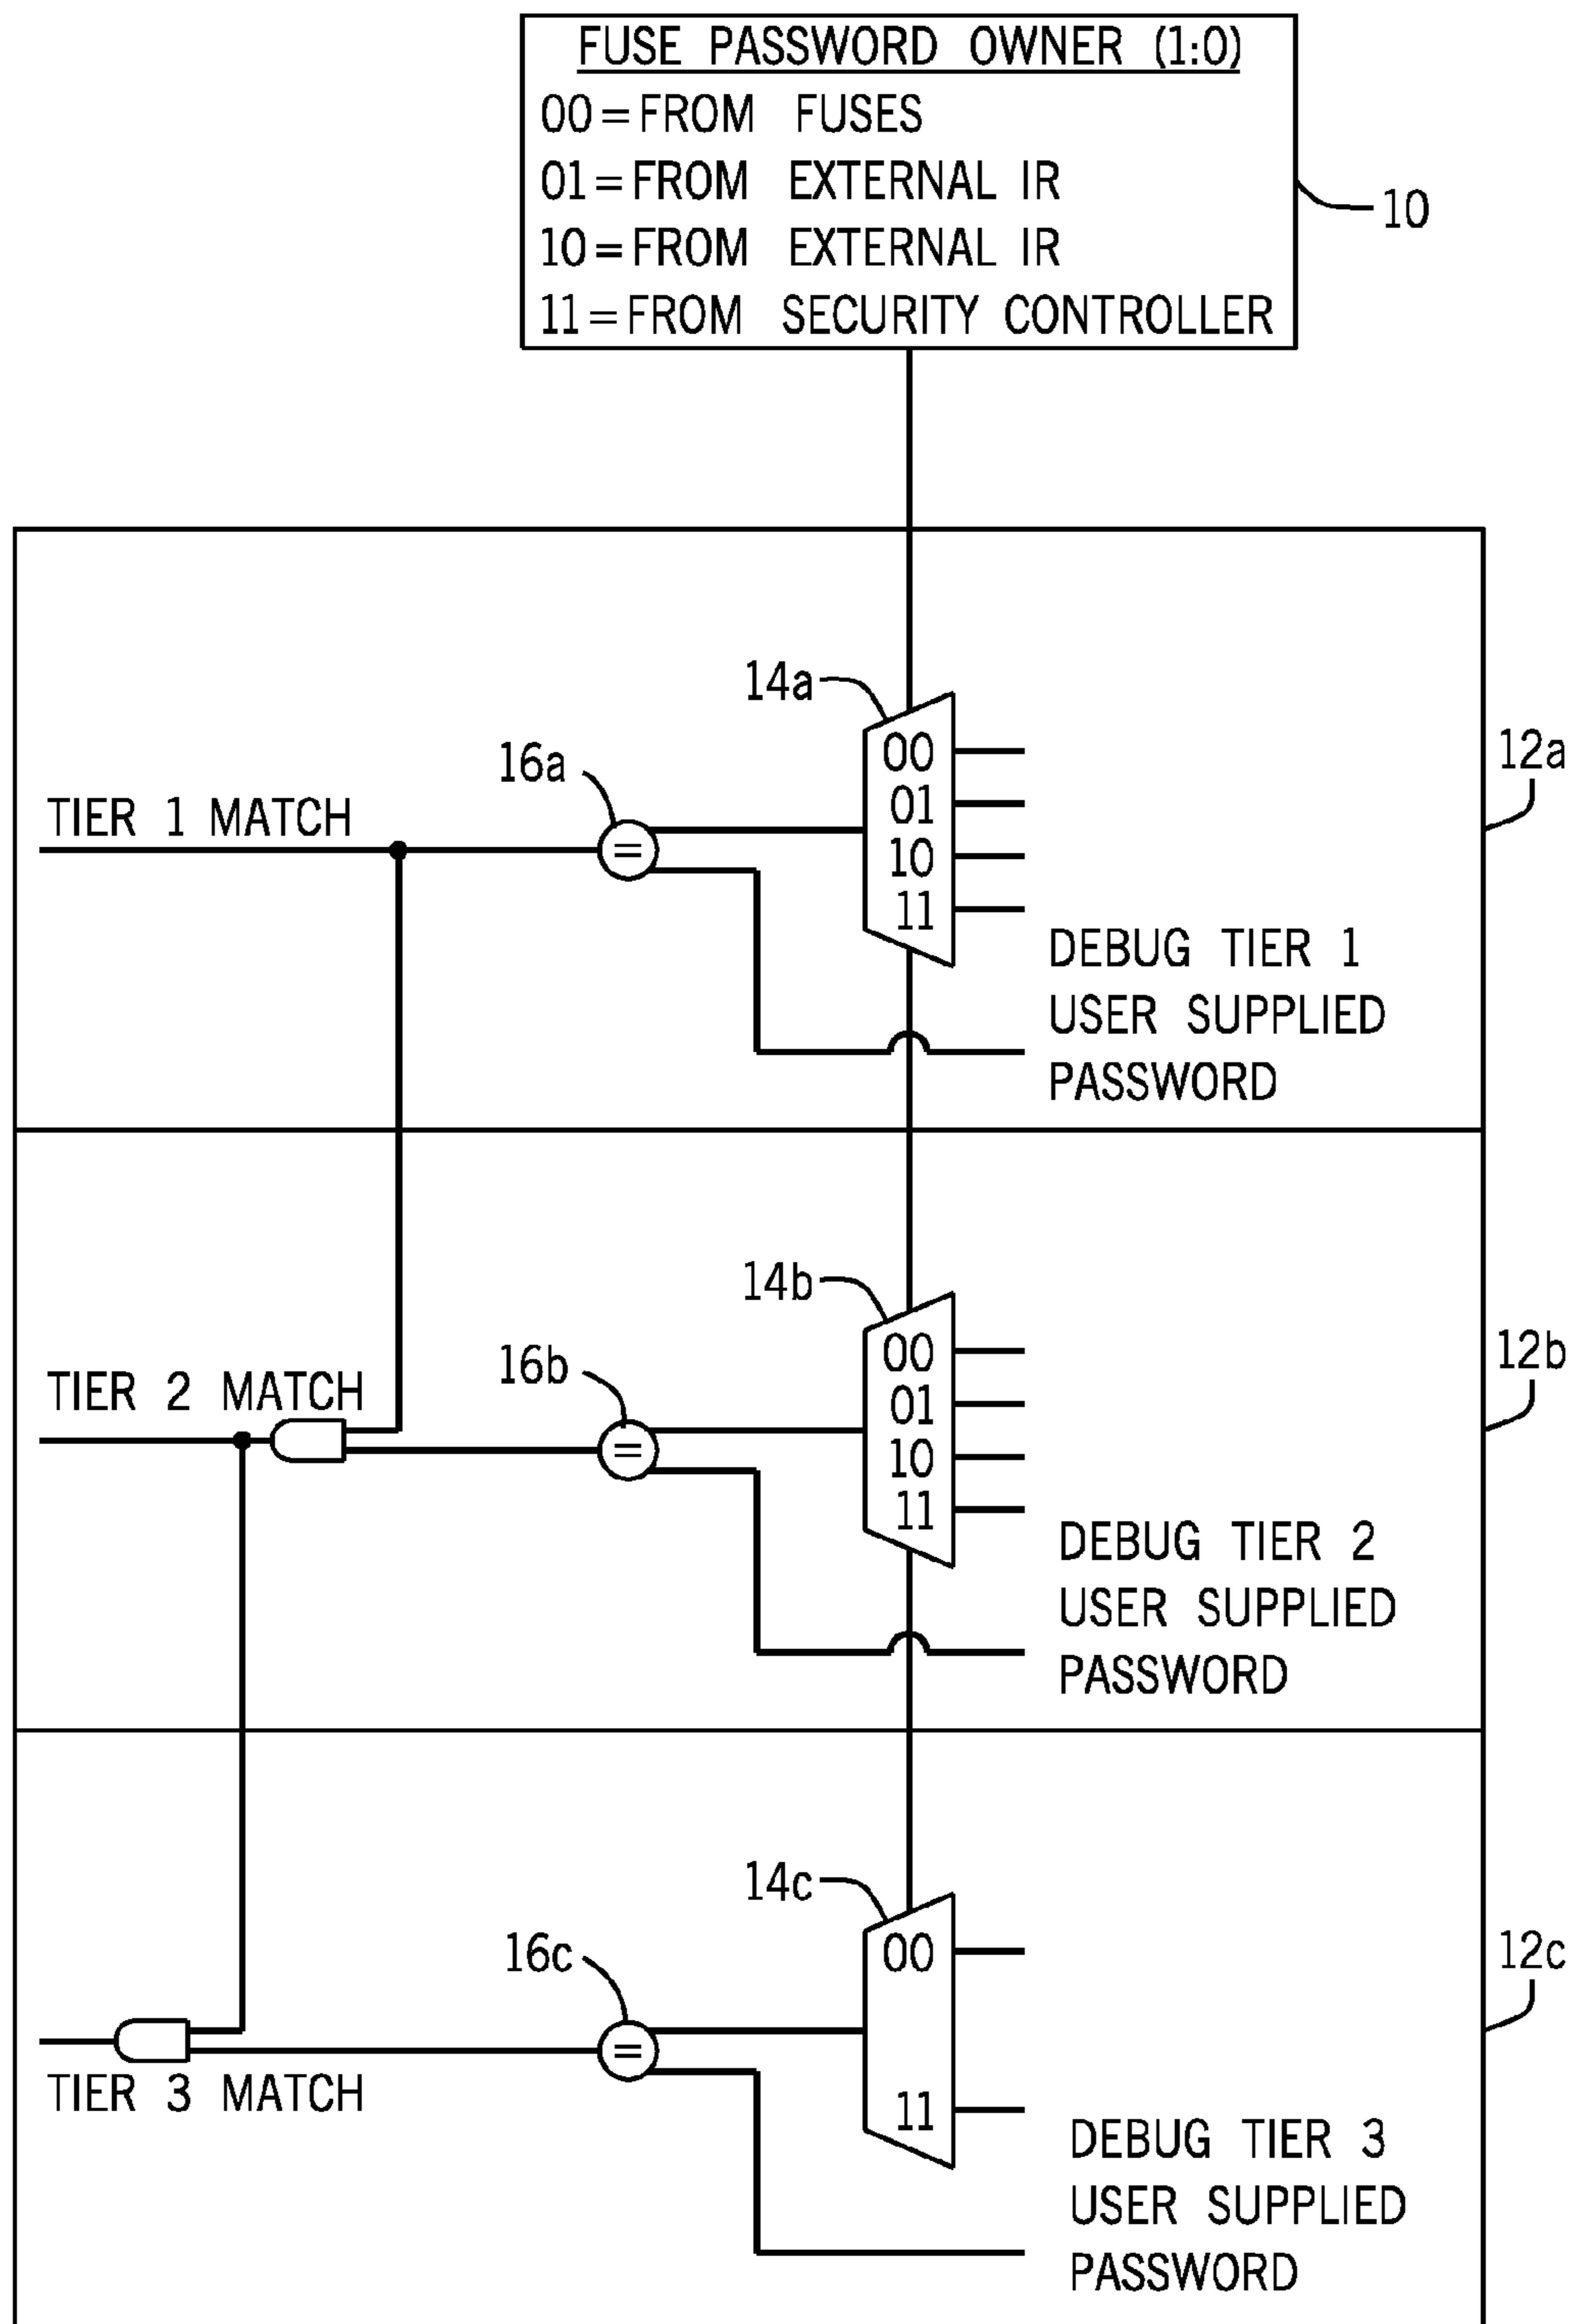 FUSE PASSWORD OWNER (1:0)
00=FROM FUSES
01=FROM EXTERNAL IR
10=FROM EXTERNAL IR
11=FROM SECURITY CONTROLLER
10
14a
16a
12a
TIER 1 MATCH
=
00
01
10
11
DEBUG TIER 1
USER SUPPLIED
PASSWORD
14b
16b
12b
TIER 2 MATCH
=
00
01
10
11
DEBUG TIER 2
USER SUPPLIED
PASSWORD
14c
16c
12c
=
00
11
TIER 3 MATCH
DEBUG TIER 3
USER SUPPLIED
PASSWORD